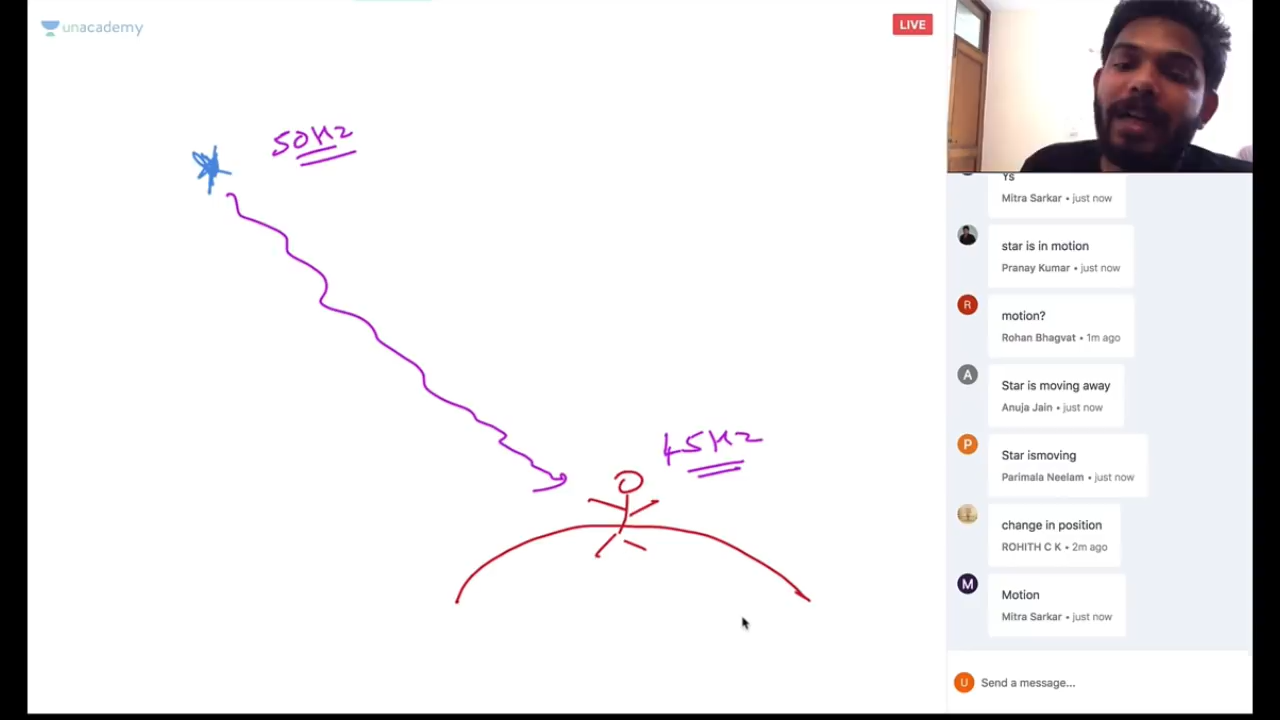 unacademy
LIVE
50Hz
45Hz
Ys
Mitra Sarkar • just now
star is in motion
Pranay Kumar • just now
R
motion?
Rohan Bhagvat • 1m ago
A
Star is moving away
Anuja Jain • just now
P
Star ismoving
Parimala Neelam • just now
change in position
ROHITH C K • 2m ago
M
Motion
Mitra Sarkar • just now
U
Send a message...